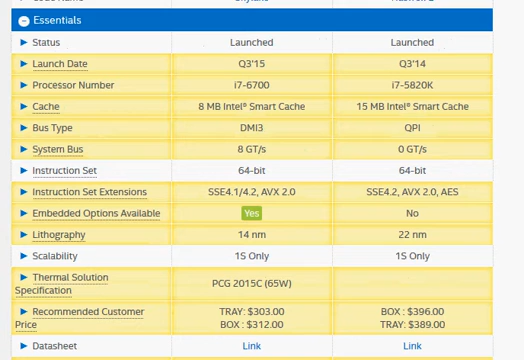 Code Name Skylake Haswell E
Essentials
Status Launched Launched
Launch Date Q3'15 Q3'14
Processor Number i7-6700 i7-5820K
Cache 8 MB Intel® Smart Cache 15 MB Intel® Smart Cache
Bus Type DMI3 QPI
System Bus 8 GT/s 0 GT/s
Instruction Set 64-bit 64-bit
Instruction Set Extensions SSE4.1/4.2, AVX 2.0 SSE4.2, AVX 2.0, AES
Embedded Options Available Yes No
Lithography 14 nm 22 nm
Scalability 1S Only 1S Only
Thermal Solution
Specification PCG 2015C (65W)
Recommended Customer TRAY: $303.00 BOX : $396.00
Price BOX : $312.00 TRAY: $389.00
Datasheet Link Link